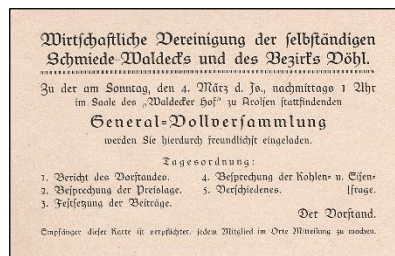 Wirtschaftliche Vereinigung der selbständigen
Schmiede Waldecks und des Bezirks Vöhl.
Zu der am Sonntag, den 4. März d. Js., nachmittags 1 Uhr
im Saale des „Waldecker Hof“ zu Arolsen stattfindenden
General-Vollversammlung
werden Sie hierdurch freundlichst eingeladen.
Tagesordnung:
1. Bericht des Vorstandes.
2. Besprechung der Preislage.
3. Festsetzung der Beiträge.
4. Besprechung der Kohlen- u. Eisen-
[frage.
5. Verschiedenes.
Der Vorstand.
Empfänger dieser Karte ist verpflichtet, jedem Mitglied im Orte Mitteilung zu machen.